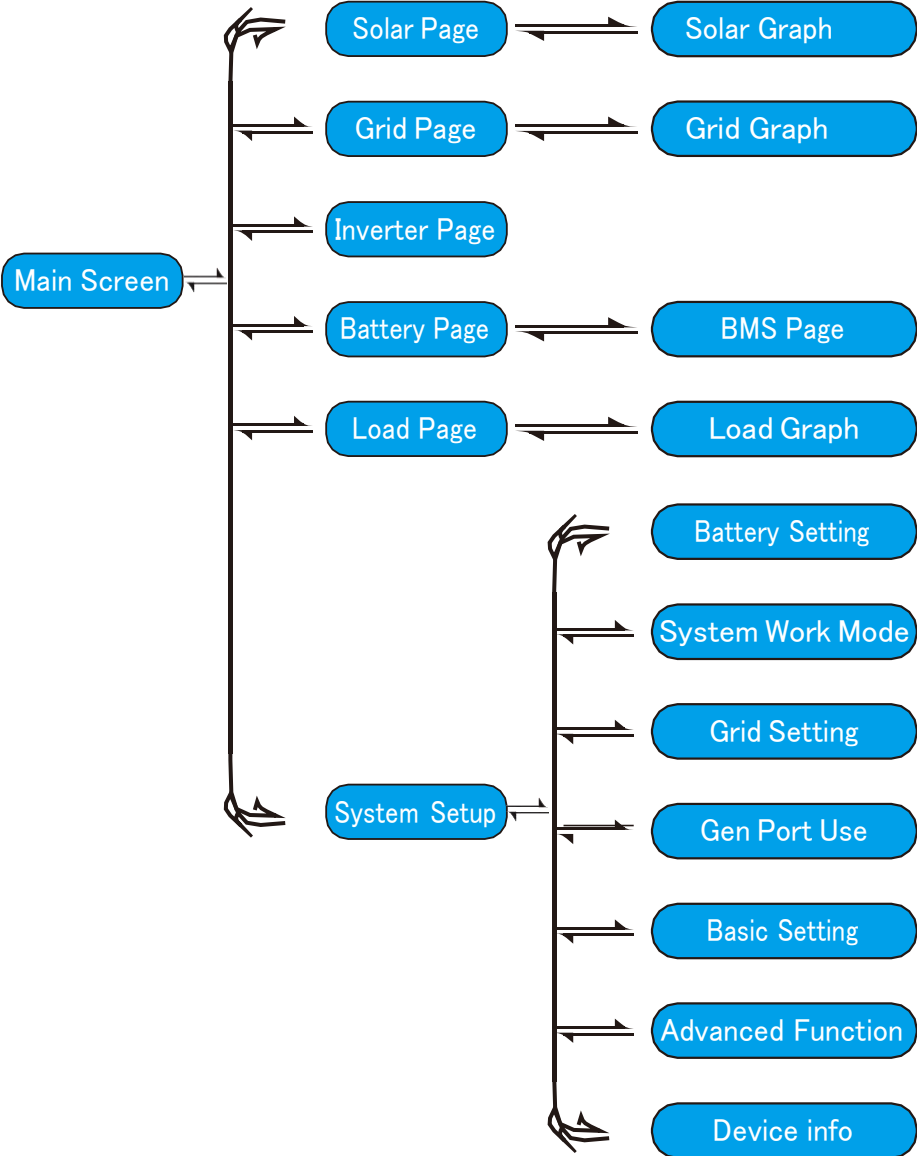 Solar Page
Solar Graph
Grid Page
Grid Graph
Inverter Page
Main Screen
Battery Page
BMS Page
Load Page
Load Graph
Battery Setting
System Work Mode
Grid Setting
System Setup
Gen Port Use
Basic Setting
Advanced Function
Device info